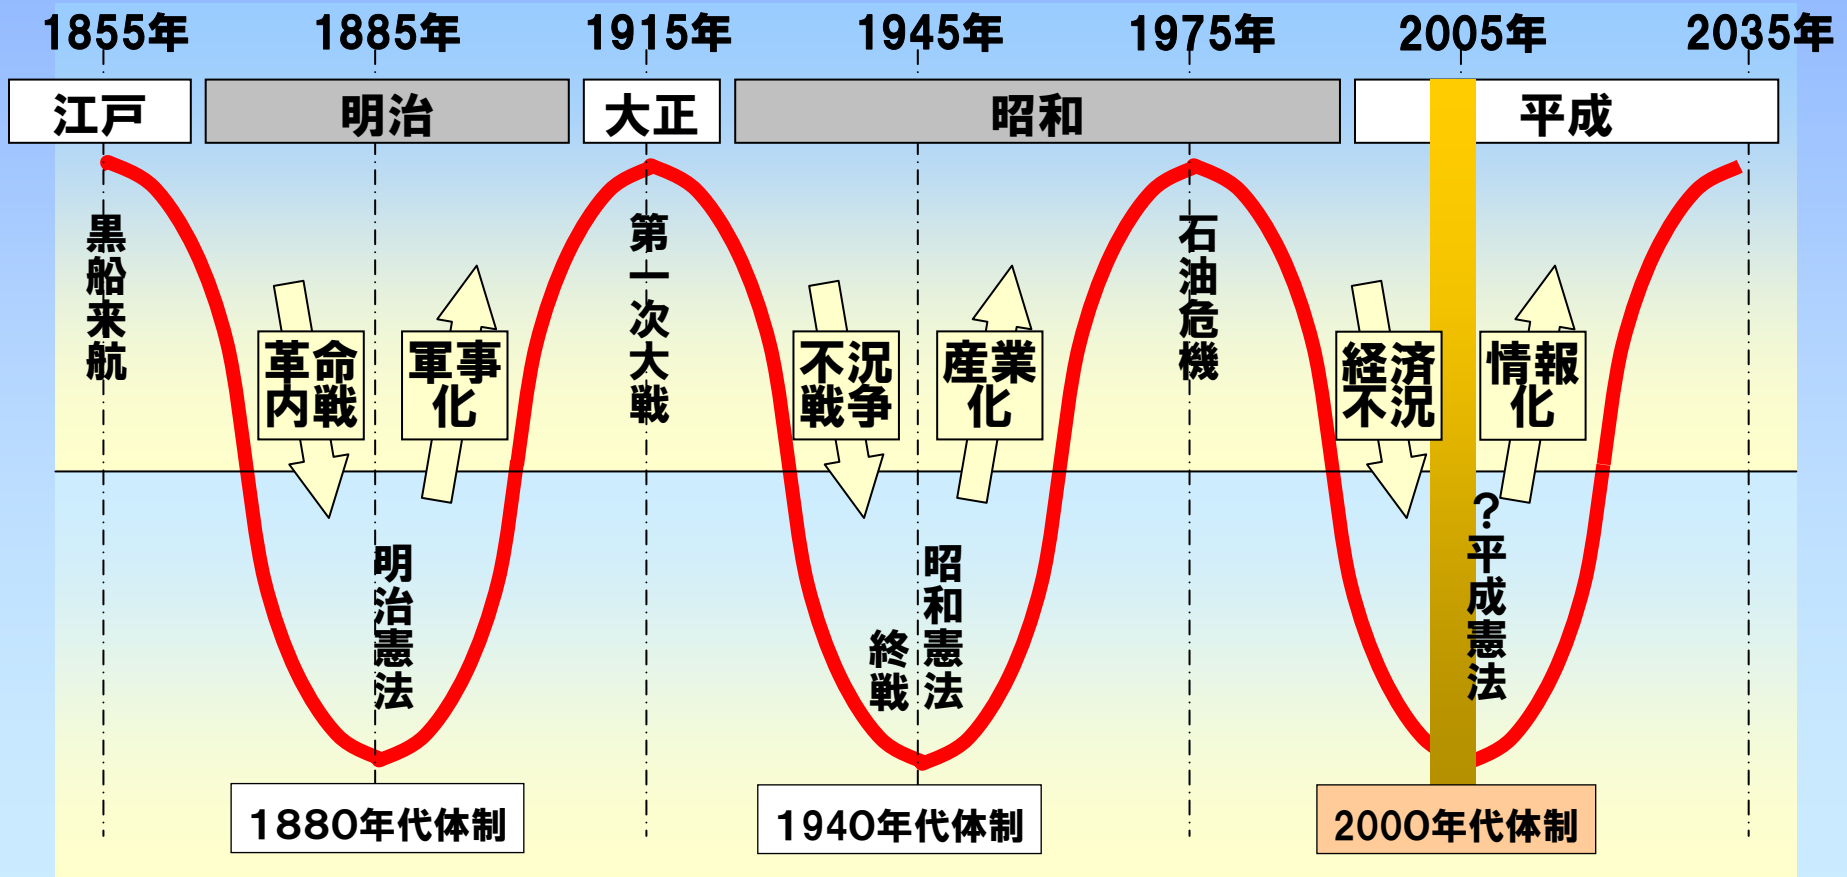 1855年
1885年
1915年
1945年
1975年
2005年
2035年
江戸
明治
大正
昭和
平成
黒船来航
革命
内戦
軍事
化
第一次大戦
不況
戦争
産業
化
石油危機
経済
不況
情報
化
明治憲法
昭和憲法
終戦
？平成憲法
1880年代体制
1940年代体制
2000年代体制